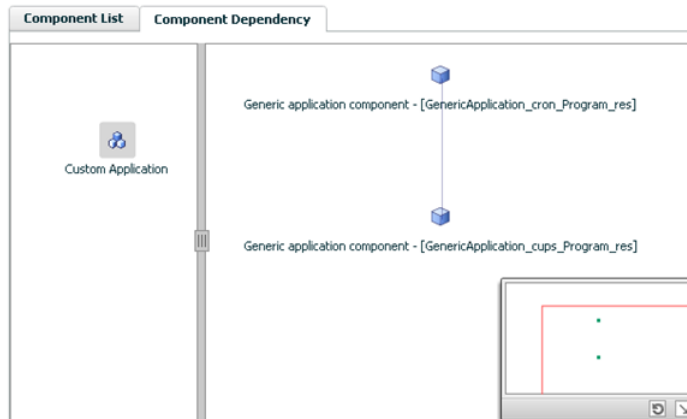 Component List
Component Dependency
Generic application component - [GenericApplication_cron_Program_res]
Custom Application
Generic application component - [GenericApplication_cups_Program_res]